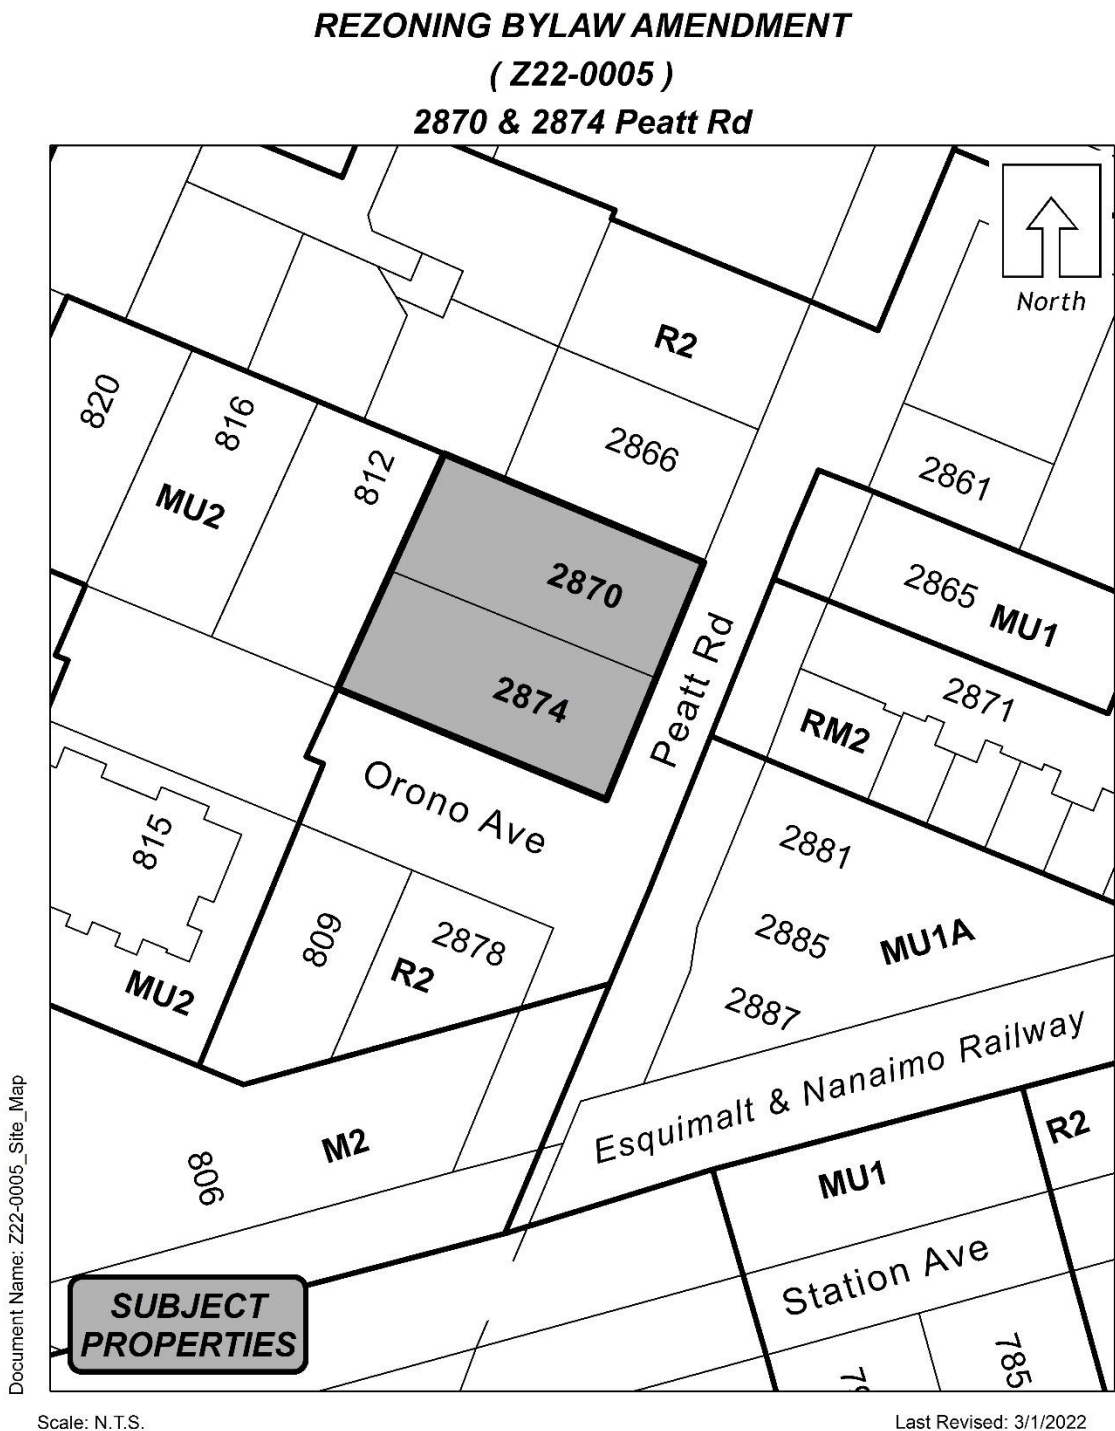 REZONING BYLAW AMENDMENT
( Z22-0005 )
2870 & 2874 Peatt Rd
North
R2
820
816
812
2866
2861
MU2
2870
2865
MU1
2874
Peatt Rd
2871
RM2
Orono Ave
815
2881
809
2878
2885
MU1A
R2
MU2
2887
Esquimalt & Nanaimo Railway
M2
806
MU1
R2
Station Ave
785
SUBJECT
PROPERTIES
Document Name: Z22-0005_Site_Map
Scale: N.T.S.
Last Revised: 3/1/2022